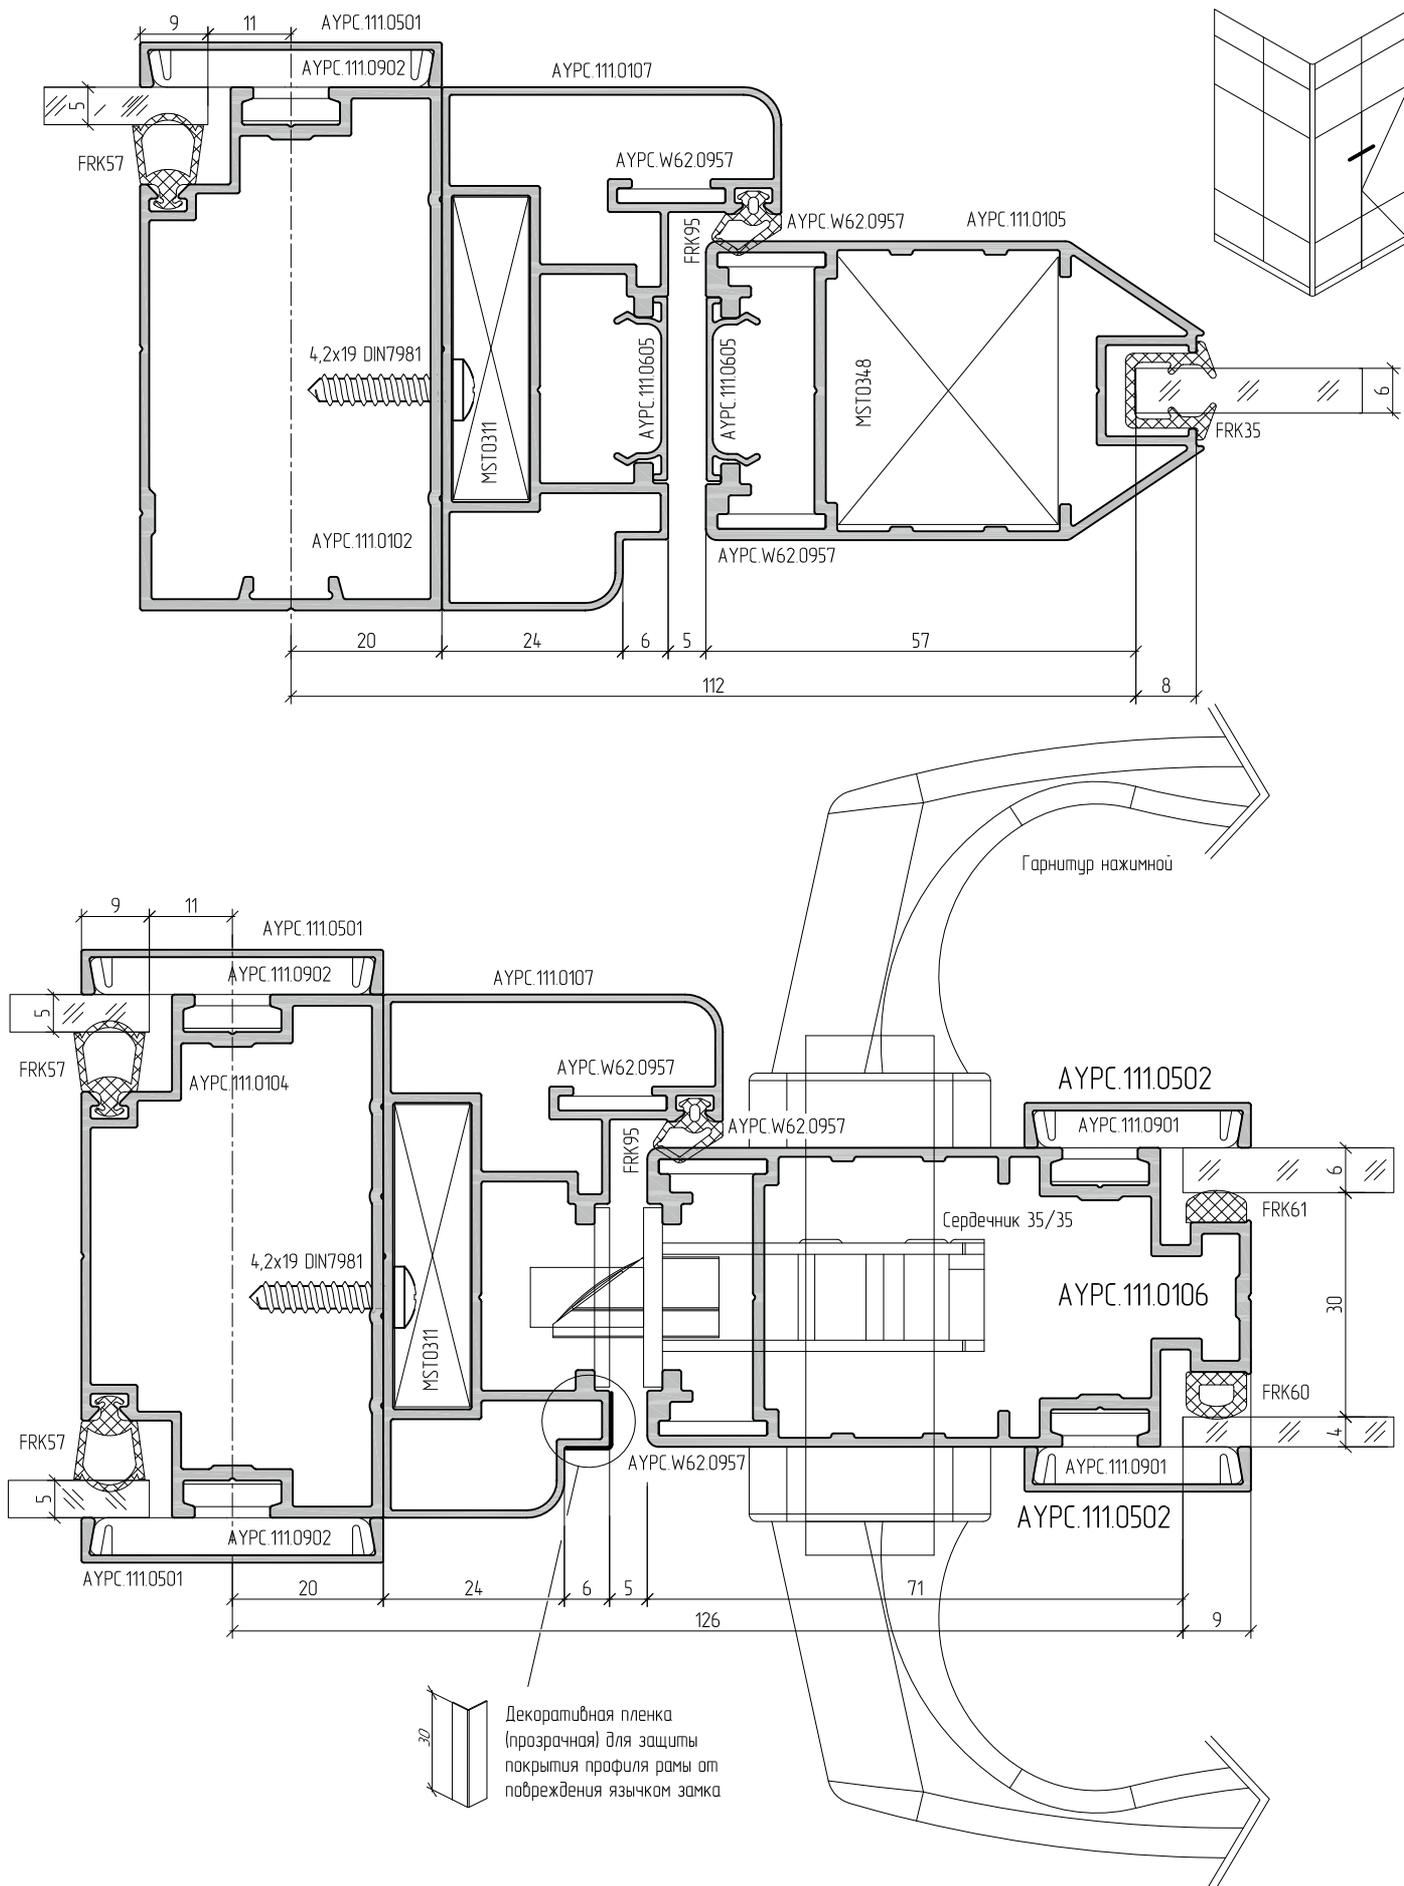 9
11
AYPC.111.0501
AYPC.111.0902
AYPC.111.0107
5
FRK57
AYPC.W62.0957
FRK95
AYPC.W62.0957
AYPC.111.0105
4,2x19 DIN7981
MST0311
AYPC.111.0605
AYPC.111.0605
MST0348
6
FRK35
AYPC.111.0102
AYPC.W62.0957
20
24
6
5
57
112
8
Гарнитур нажимной
9
11
AYPC.111.0501
AYPC.111.0902
AYPC.111.0107
5
FRK57
AYPC.111.0104
AYPC.W62.0957
FRK95
AYPC.W62.0957
AYPC.111.0502
AYPC.111.0901
6
FRK61
Сердечник 35/35
4,2x19 DIN7981
MST0311
AYPC.111.0106
30
FRK60
FRK57
5
4
AYPC.W62.0957
AYPC.111.0901
AYPC.111.0502
AYPC.111.0902
AYPC.111.0501
20
24
6
5
71
126
9
30
Декоративная пленка
(прозрачная) для защиты
покрытия профиля рамы от
повреждения язычком замка